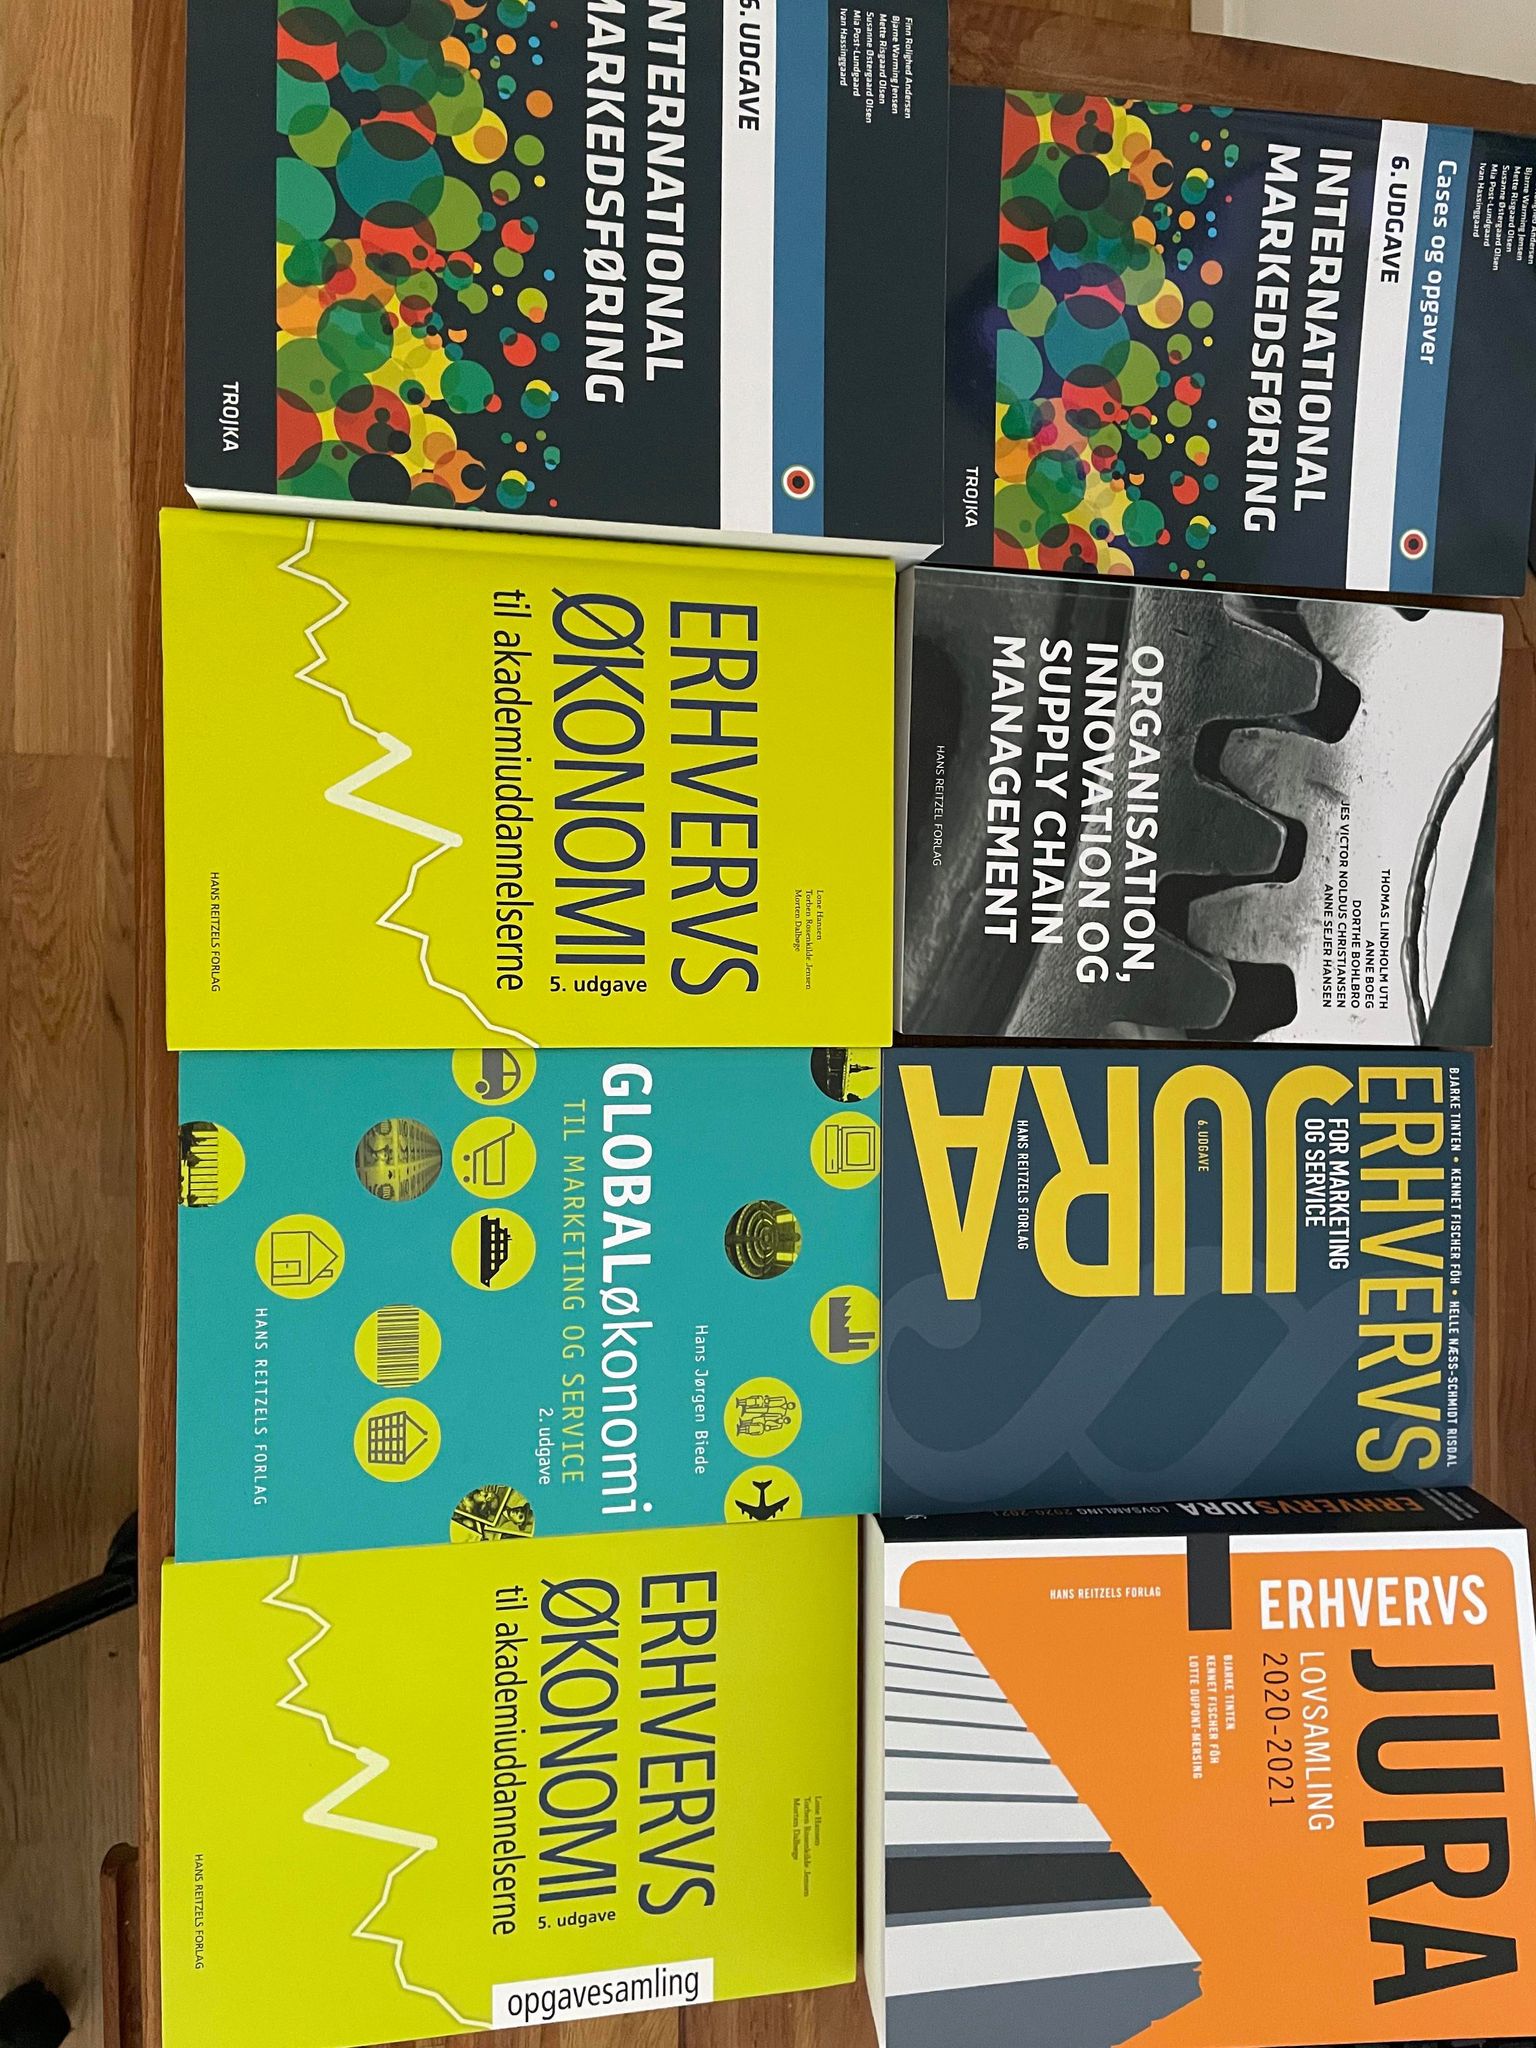 Bjarne Warming Jensen
Mette Risgaard Olsen
Susanne Østergaard Olsen
Mia Post-Lundgaard
Ivan Hassinggaard
Cases og opgaver
6. UDGAVE
INTERNATIONAL
MARKEDSFØRING
TROJKA
THOMAS LINDHOLM UTH
ANNE BOEG
DORTHE BOHLBRO
JES VICTOR NOLDUS CHRISTIANSEN
ANNE SEJER HANSEN
ORGANISATION,
INNOVATION OG
SUPPLY CHAIN
MANAGEMENT
HANS REITZEL FORLAG
BJARKE TINTEN • KENNET FISCHER FÖH • HELLE NÆSS-SCHMIDT RISDAL
ERHVERVS
FOR MARKETING
OG SERVICE
JURA
6. UDGAVE
HANS REITZELS FORLAG
ERHVERVSJURA LOVSAMLING 2020-2021
ERHVERVS
JURA
LOVSAMLING
2020-2021
BJARKE TINTEN
KENNET FISCHER FÖH
LOTTE DUPONT-MERSING
HANS REITZELS FORLAG
Finn Rolighed Andersen
Bjarne Warming Jensen
Mette Risgaard Olsen
Susanne Østergaard Olsen
Mia Post-Lundgaard
Ivan Hassinggaard
6. UDGAVE
INTERNATIONAL
MARKEDSFØRING
TROJKA
Lone Hansen
Torben Rosenkilde Jensen
Morten Dalbøge
ERHVERVS
ØKONOMI
5. udgave
til akademiuddannelserne
HANS REITZELS FORLAG
Hans Jørgen Biede
GLOBALøkonomi
TIL MARKETING OG SERVICE
2. udgave
HANS REITZELS FORLAG
Lone Hansen
Torben Rosenkilde Jensen
Morten Dalbøge
ERHVERVS
ØKONOMI
5. udgave
til akademiuddannelserne
opgavesamling
HANS REITZELS FORLAG